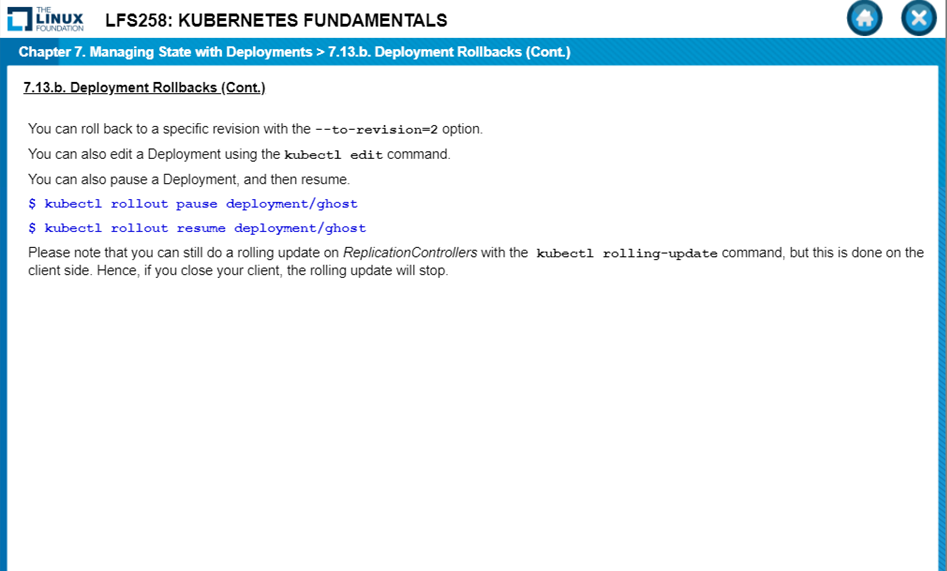 THE
LINUX
FOUNDATION
LFS258: KUBERNETES FUNDAMENTALS
Chapter 7. Managing State with Deployments > 7.13.b. Deployment Rollbacks (Cont.)
7.13.b. Deployment Rollbacks (Cont.)
You can roll back to a specific revision with the --to-revision=2 option.
You can also edit a Deployment using the kubectl edit command.
You can also pause a Deployment, and then resume.
$ kubectl rollout pause deployment/ghost
$ kubectl rollout resume deployment/ghost
Please note that you can still do a rolling update on ReplicationControllers with the kubectl rolling-update command, but this is done on the
client side. Hence, if you close your client, the rolling update will stop.